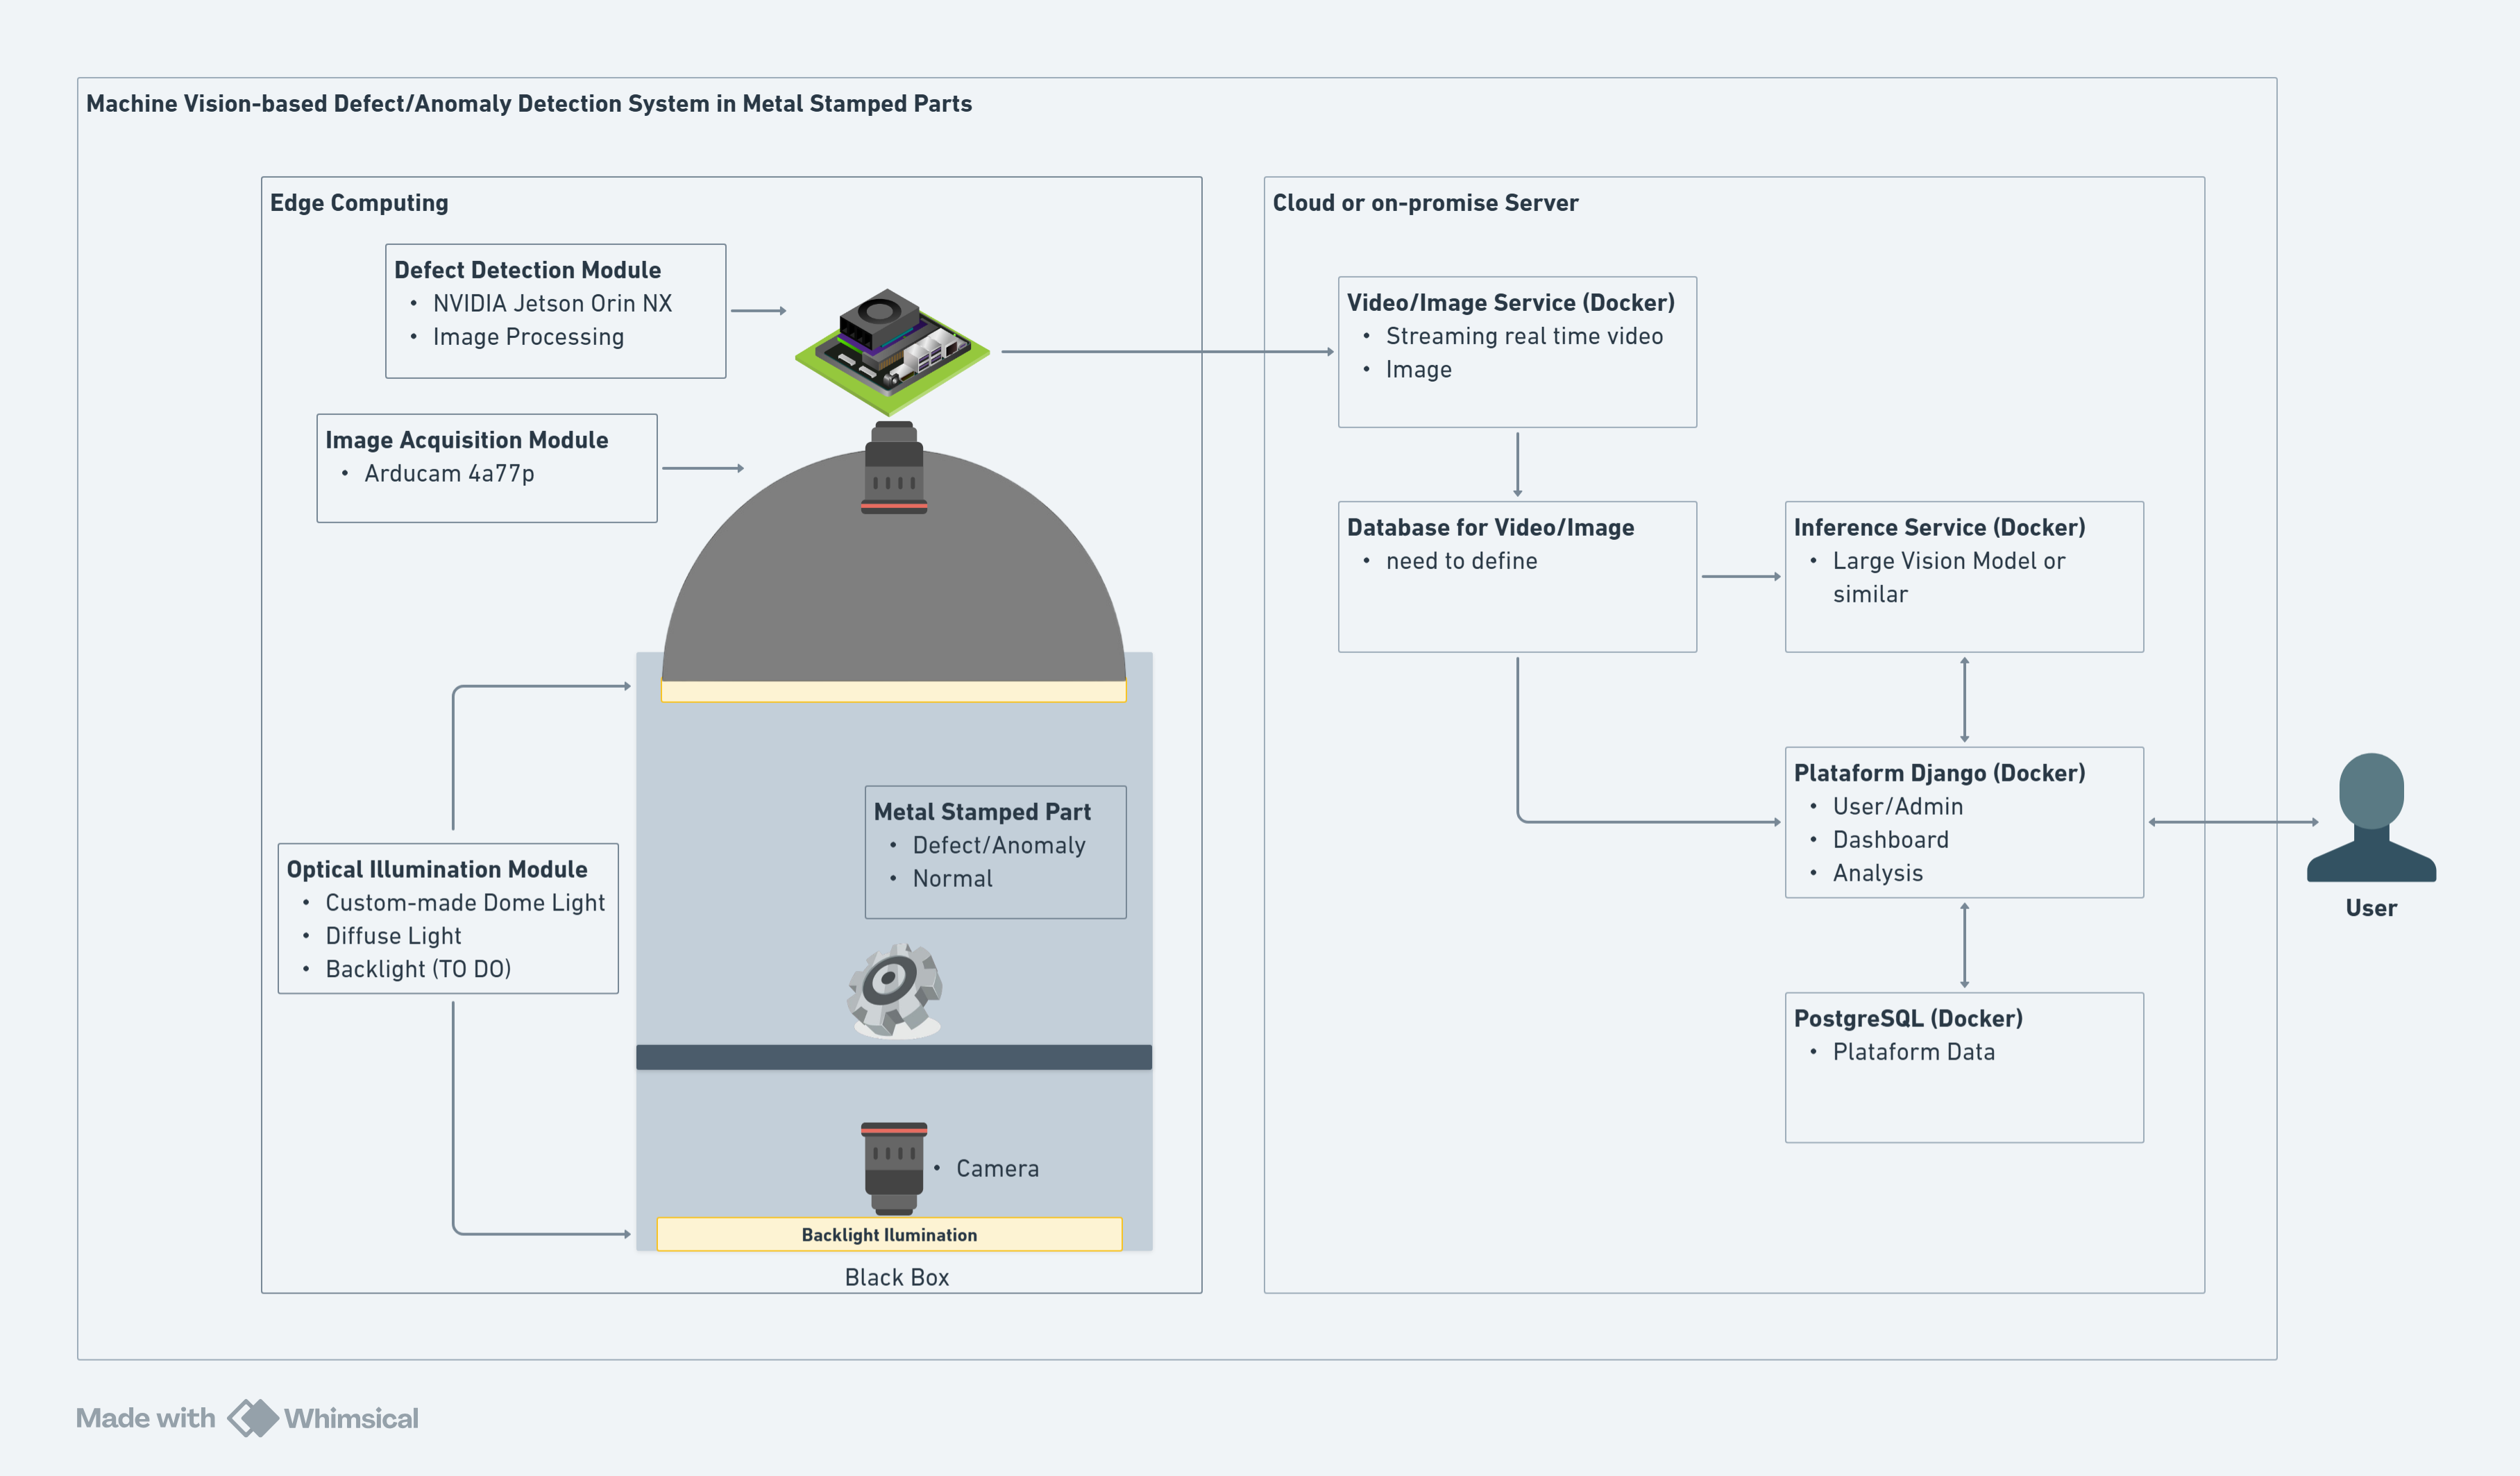 Machine Vision-based Defect/Anomaly Detection System in Metal Stamped Parts
Edge Computing
Defect Detection Module
• NVIDIA Jetson Orin NX
• Image Processing
Image Acquisition Module
• Arducam 4a77p
Optical Illumination Module
• Custom-made Dome Light
• Diffuse Light
• Backlight (TO DO)
Metal Stamped Part
• Defect/Anomaly
• Normal
• Camera
Backlight Ilumination
Black Box
Cloud or on-promise Server
Video/Image Service (Docker)
• Streaming real time video
• Image
Database for Video/Image
• need to define
Inference Service (Docker)
• Large Vision Model or
similar
Plataform Django (Docker)
• User/Admin
• Dashboard
• Analysis
PostgreSQL (Docker)
• Plataform Data
User
Made with Whimsical